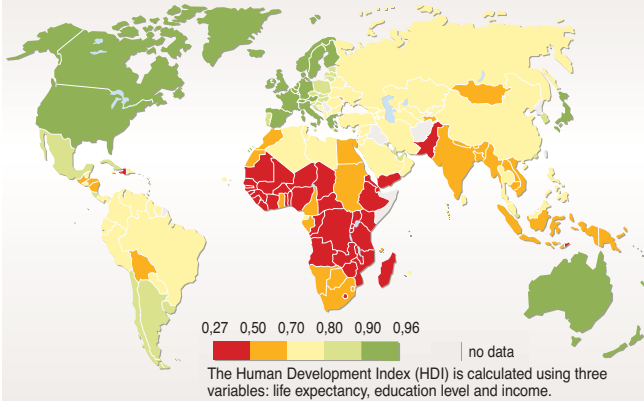 0,27 0,50 0,70 0,80 0,90 0,96
no data
The Human Development Index (HDI) is calculated using three
variables: life expectancy, education level and income.